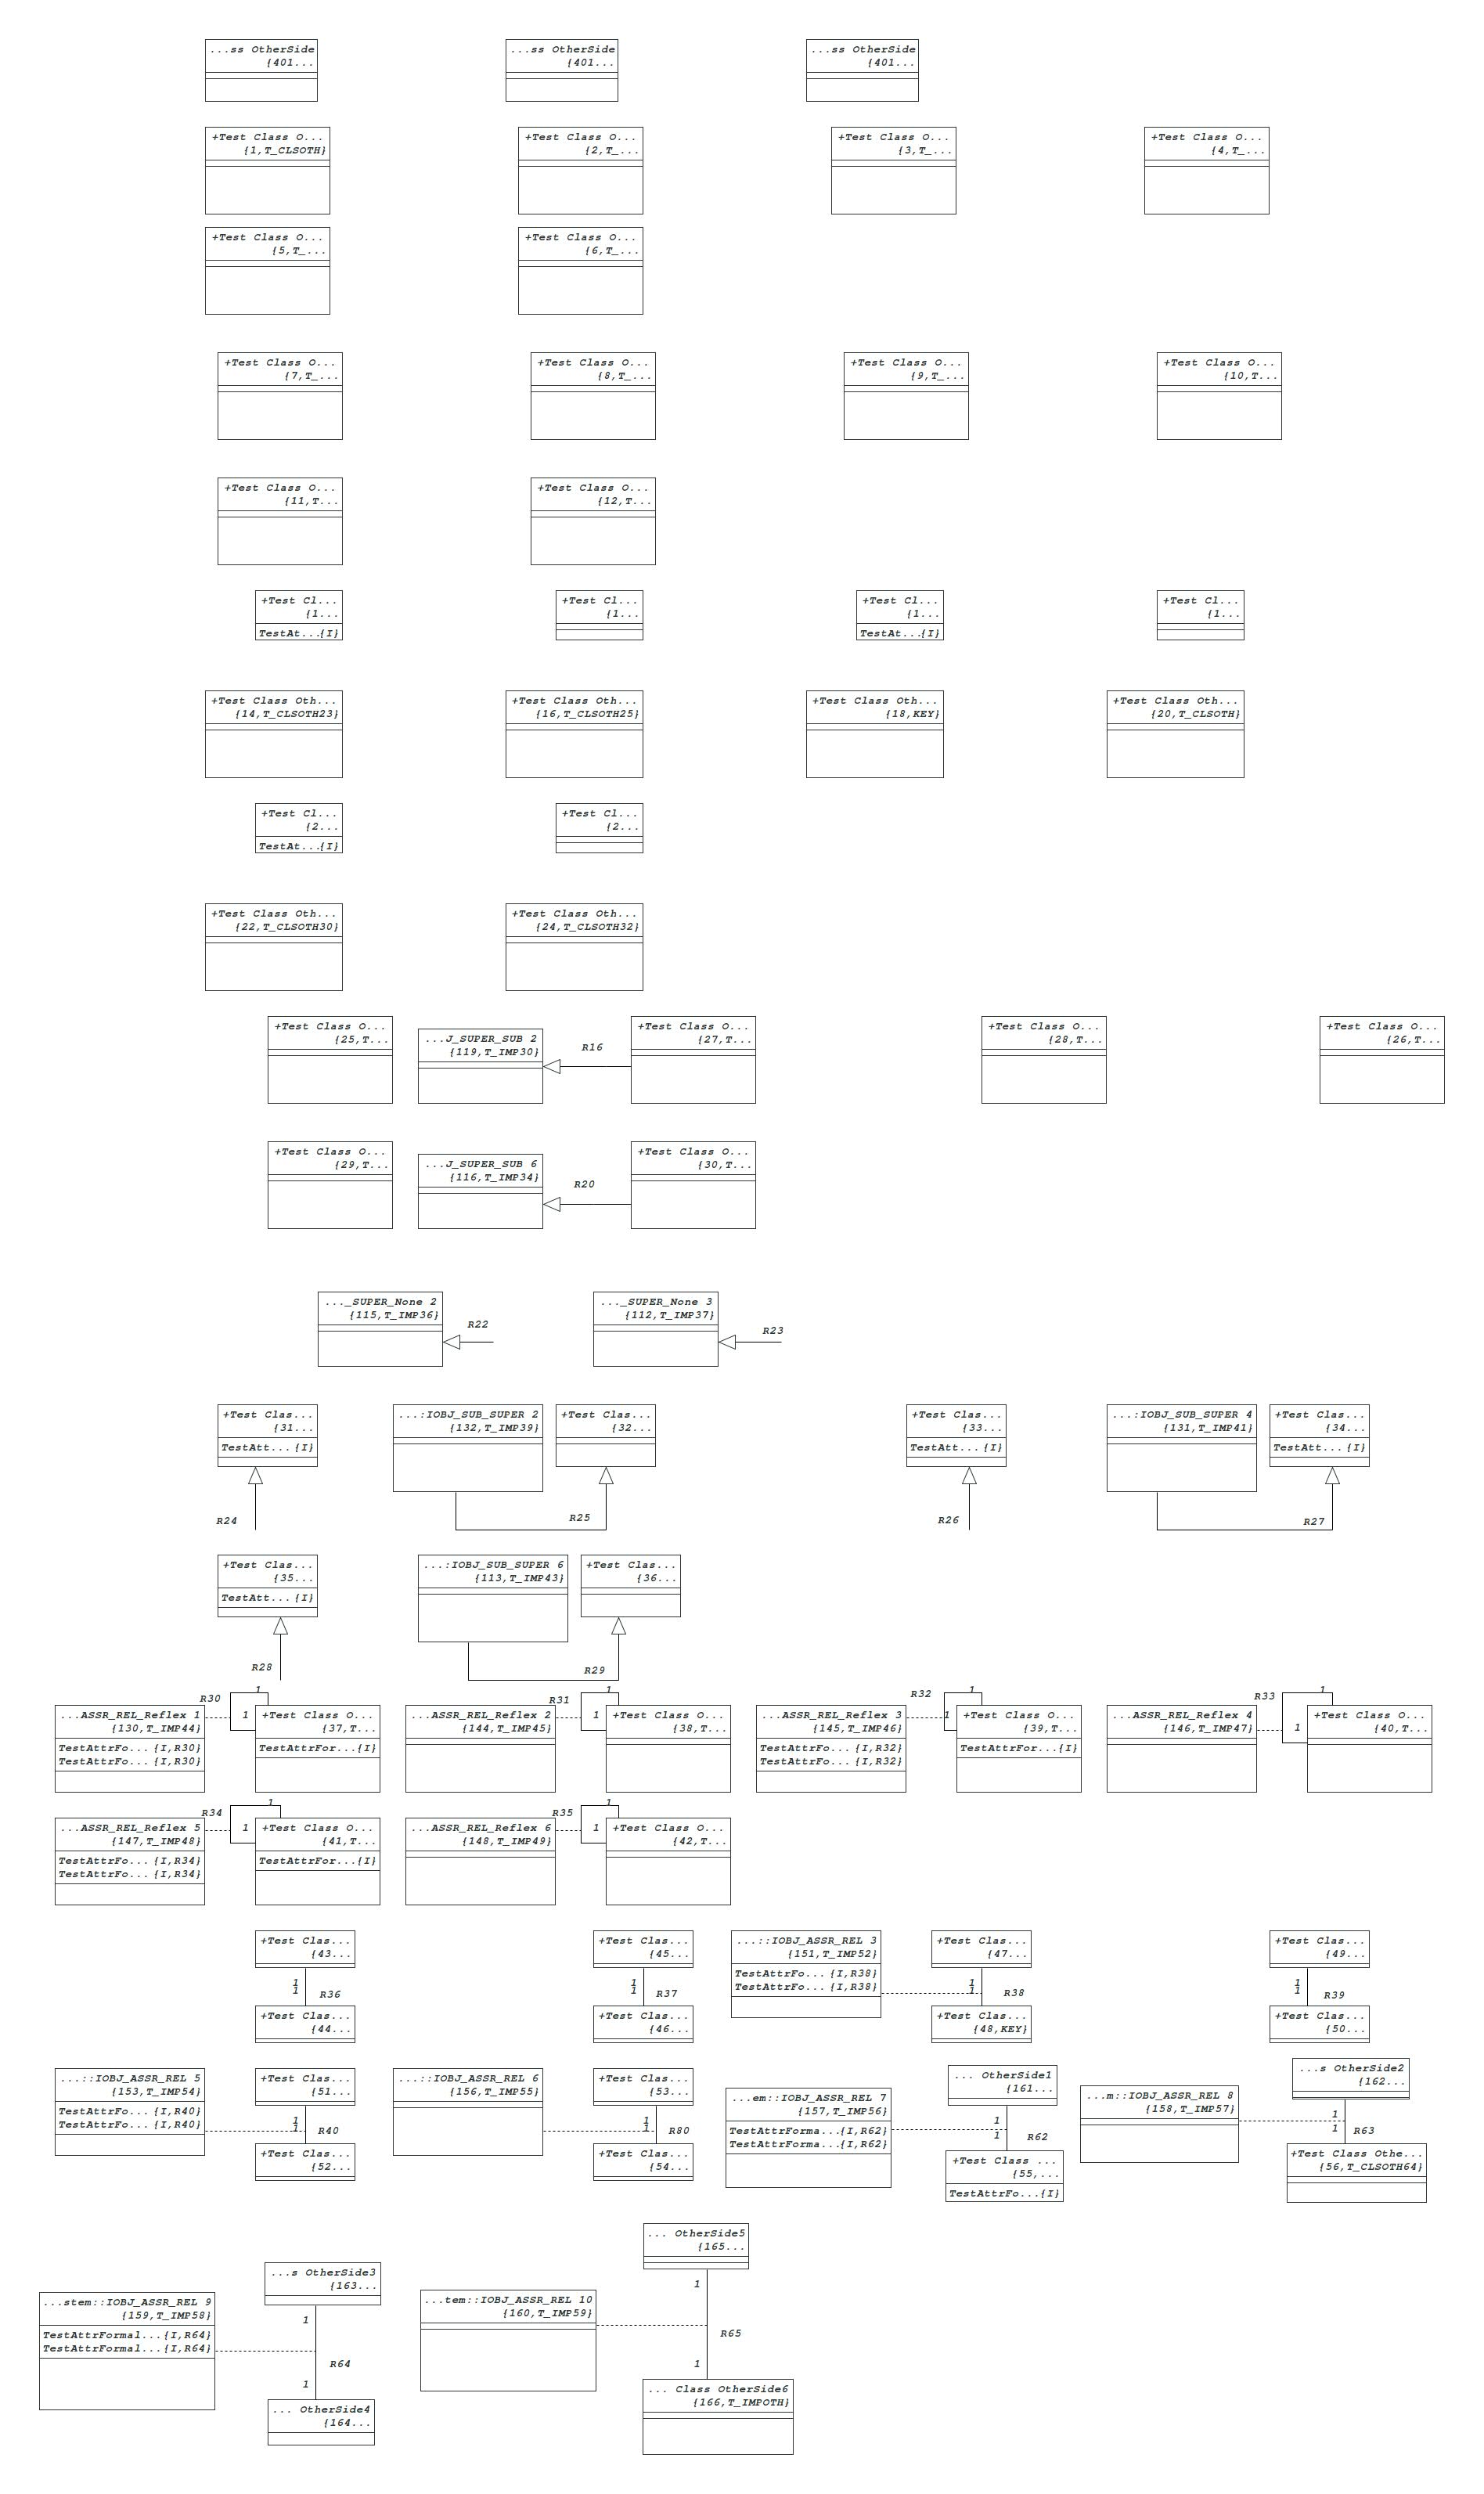 ...ss OtherSide
{401...
...ss OtherSide
{401...
...ss OtherSide
{401...
+Test Class O...
{1,T_CLSOTH}
+Test Class O...
{2,T_...
+Test Class O...
{3,T_...
+Test Class O...
{4,T_...
+Test Class O...
{5,T_...
+Test Class O...
{6,T_...
+Test Class O...
{7,T_...
+Test Class O...
{8,T_...
+Test Class O...
{9,T_...
+Test Class O...
{10,T...
+Test Class O...
{11,T...
+Test Class O...
{12,T...
+Test Cl...
{1...
TestAt...{I}
+Test Cl...
{1...
+Test Cl...
{1...
TestAt...{I}
+Test Cl...
{1...
+Test Class Oth...
{14,T_CLSOTH23}
+Test Class Oth...
{16,T_CLSOTH25}
+Test Class Oth...
{18,KEY}
+Test Class Oth...
{20,T_CLSOTH}
+Test Cl...
{2...
TestAt...{I}
+Test Cl...
{2...
+Test Class Oth...
{22,T_CLSOTH30}
+Test Class Oth...
{24,T_CLSOTH32}
+Test Class O...
{25,T...
...J_SUPER_SUB 2
{119,T_IMP30}
R16
+Test Class O...
{27,T...
+Test Class O...
{28,T...
+Test Class O...
{26,T...
+Test Class O...
{29,T...
...J_SUPER_SUB 6
{116,T_IMP34}
R20
+Test Class O...
{30,T...
..._SUPER_None 2
{115,T_IMP36}
R22
..._SUPER_None 3
{112,T_IMP37}
R23
+Test Clas...
{31...
TestAtt... {I}
R24
...:IOBJ_SUB_SUPER 2
{132,T_IMP39}
+Test Clas...
{32...
R25
+Test Clas...
{33...
TestAtt... {I}
R26
...:IOBJ_SUB_SUPER 4
{131,T_IMP41}
+Test Clas...
{34...
TestAtt... {I}
R27
+Test Clas...
{35...
TestAtt... {I}
R28
...:IOBJ_SUB_SUPER 6
{113,T_IMP43}
+Test Clas...
{36...
R29
...ASSR_REL_Reflex 1
{130,T_IMP44}
TestAttrFo... {I,R30}
TestAttrFo... {I,R30}
R30
1
1
+Test Class O...
{37,T...
TestAttrFor...{I}
...ASSR_REL_Reflex 2
{144,T_IMP45}
R31
1
1
+Test Class O...
{38,T...
...ASSR_REL_Reflex 3
{145,T_IMP46}
TestAttrFo... {I,R32}
TestAttrFo... {I,R32}
R32
1
1
+Test Class O...
{39,T...
TestAttrFor...{I}
...ASSR_REL_Reflex 4
{146,T_IMP47}
R33
1
1
+Test Class O...
{40,T...
...ASSR_REL_Reflex 5
{147,T_IMP48}
TestAttrFo... {I,R34}
TestAttrFo... {I,R34}
R34
1
1
+Test Class O...
{41,T...
TestAttrFor...{I}
...ASSR_REL_Reflex 6
{148,T_IMP49}
R35
1
1
+Test Class O...
{42,T...
+Test Clas...
{43...
1
1
R36
+Test Clas...
{44...
+Test Clas...
{45...
1
1
R37
+Test Clas...
{46...
...::IOBJ_ASSR_REL 3
{151,T_IMP52}
TestAttrFo... {I,R38}
TestAttrFo... {I,R38}
+Test Clas...
{47...
1
1
R38
+Test Clas...
{48,KEY}
+Test Clas...
{49...
1
1
R39
+Test Clas...
{50...
...::IOBJ_ASSR_REL 5
{153,T_IMP54}
TestAttrFo... {I,R40}
TestAttrFo... {I,R40}
+Test Clas...
{51...
1
1
R40
+Test Clas...
{52...
...::IOBJ_ASSR_REL 6
{156,T_IMP55}
+Test Clas...
{53...
1
1
R80
+Test Clas...
{54...
...em::IOBJ_ASSR_REL 7
{157,T_IMP56}
TestAttrForma...{I,R62}
TestAttrForma...{I,R62}
... OtherSide1
{161...
1
1
R62
+Test Class ...
{55,...
TestAttrFo...{I}
...m::IOBJ_ASSR_REL 8
{158,T_IMP57}
...s OtherSide2
{162...
1
1
R63
+Test Class Othe...
{56,T_CLSOTH64}
...stem::IOBJ_ASSR_REL 9
{159,T_IMP58}
TestAttrFormal...{I,R64}
TestAttrFormal...{I,R64}
...s OtherSide3
{163...
1
R64
1
... OtherSide4
{164...
...tem::IOBJ_ASSR_REL 10
{160,T_IMP59}
... OtherSide5
{165...
1
R65
1
... Class OtherSide6
{166,T_IMPOTH}